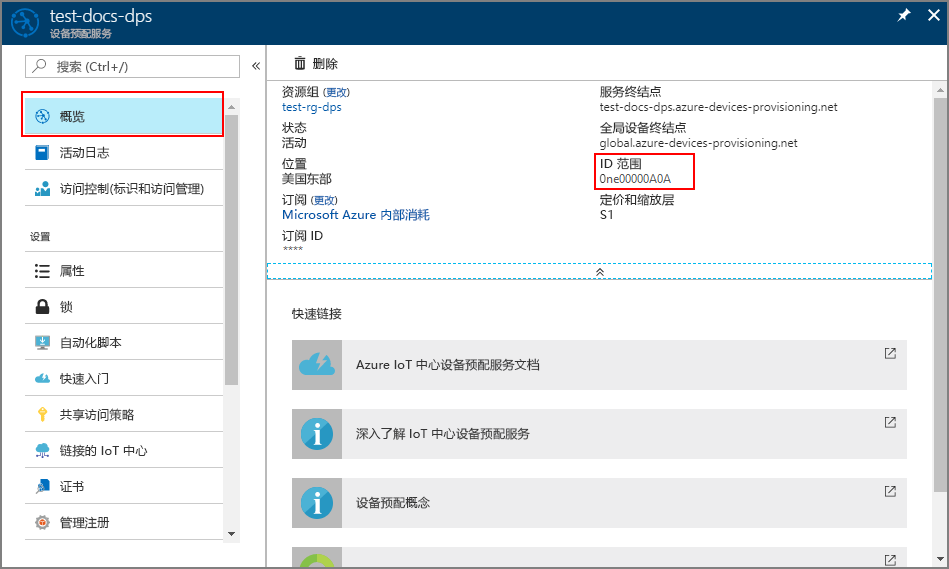 test-docs-dps
设备预配服务
搜索 (Ctrl+/)
概览
活动日志
访问控制(标识和访问管理)
设置
属性
锁
自动化脚本
快速入门
共享访问策略
链接的 IoT 中心
证书
管理注册
删除
资源组 (更改)
test-rg-dps
状态
活动
位置
美国东部
订阅 (更改)
Microsoft Azure 内部消耗
订阅 ID
****
服务终结点
test-docs-dps.azure-devices-provisioning.net
全局设备终结点
global.azure-devices-provisioning.net
ID 范围
0ne00000A0A
定价和缩放层
S1
快速链接
Azure IoT 中心设备预配服务文档
深入了解 IoT 中心设备预配服务
设备预配概念